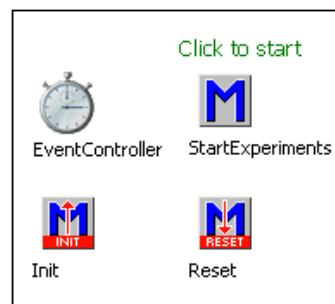 Click to start
M
EventController StartExperiments
M M
INIT RESET
Init Reset